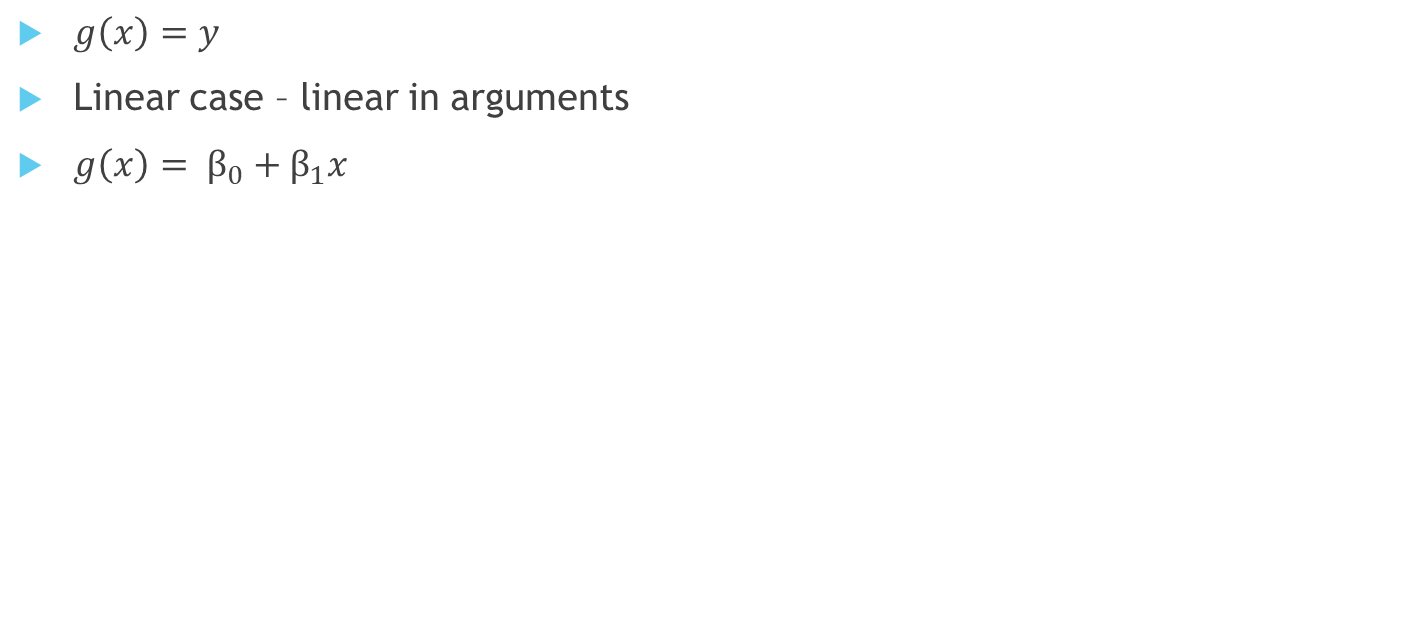 g(x) = y
Linear case – linear in arguments
g(x) = β₀ + β₁x